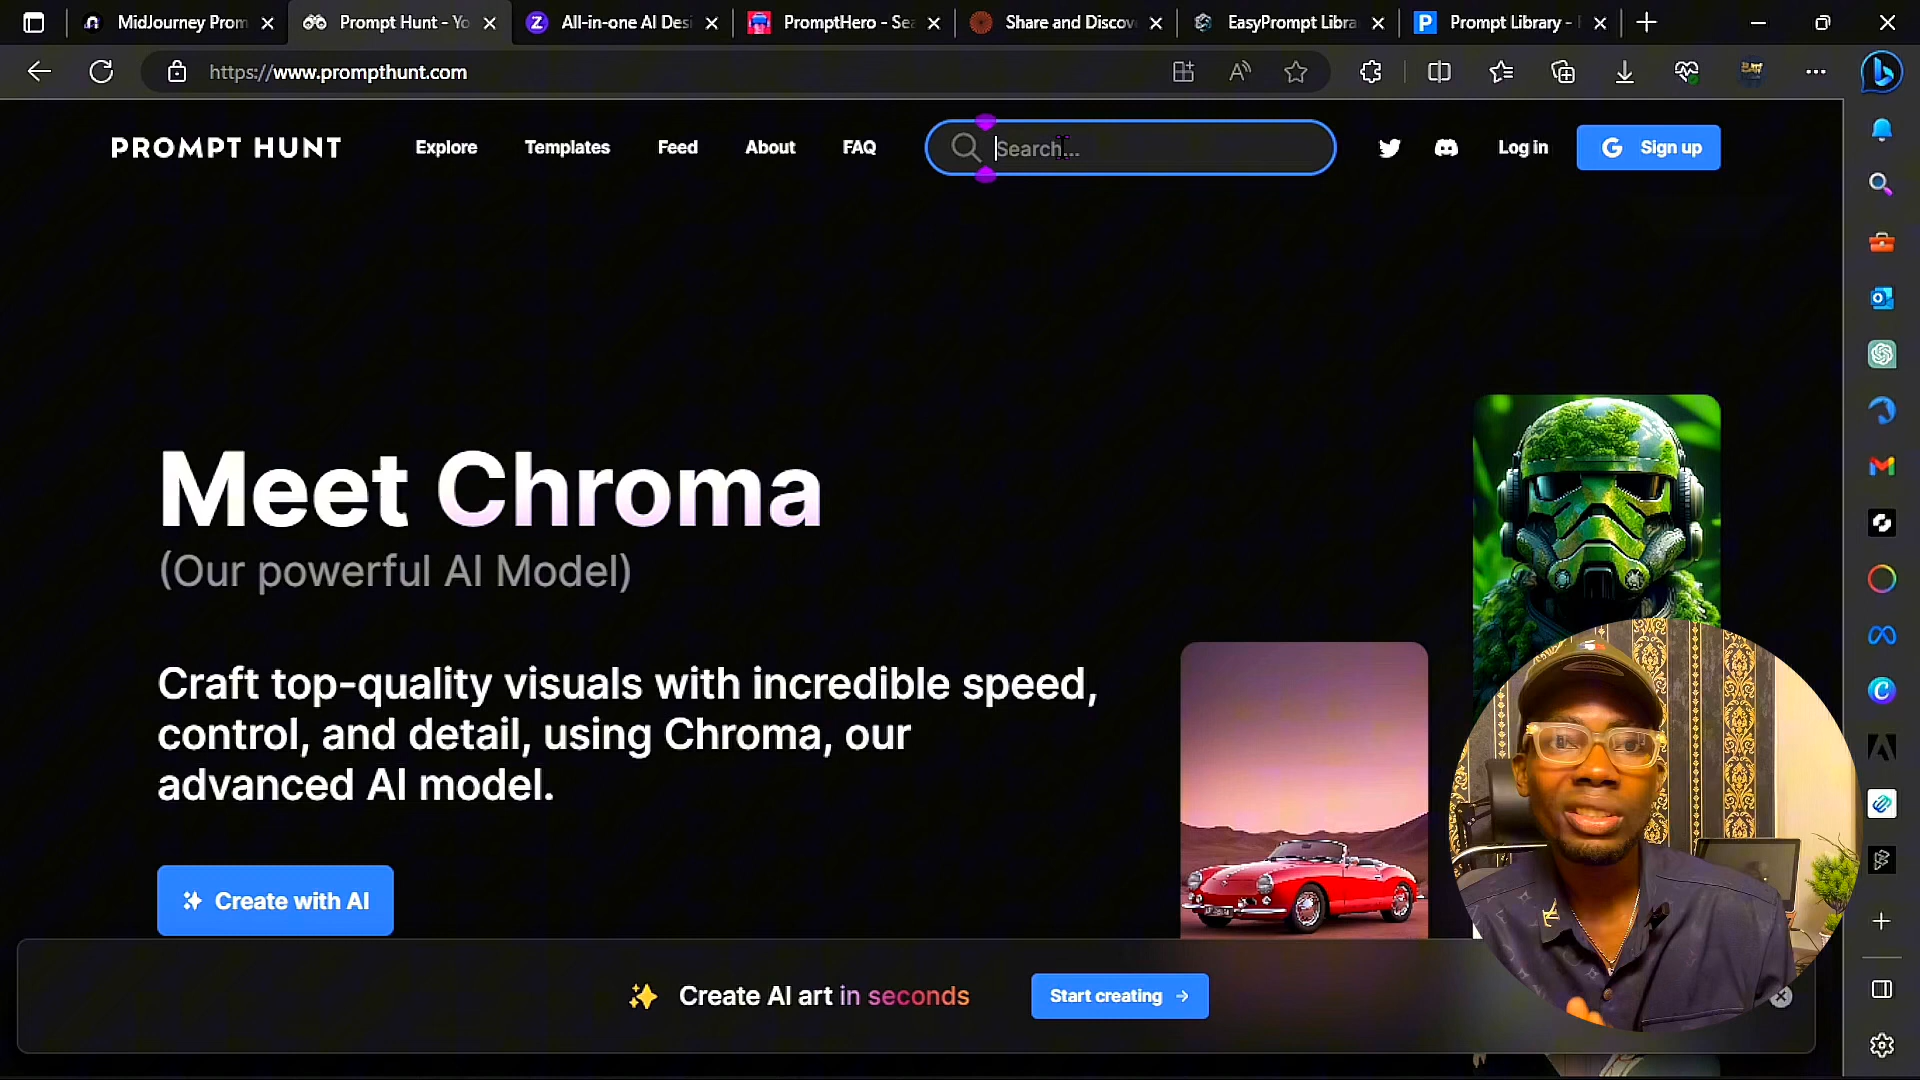 MidJourney Prom
Prompt Hunt - Yo
All-in-one AI Desi
PromptHero - Sea
Share and Discov
EasyPrompt Libra
Prompt Library -
https://www.prompthunt.com
PROMPT HUNT
Explore
Templates
Feed
About
FAQ
Search...
Log in
Sign up
Meet Chroma
(Our powerful AI Model)
Craft top-quality visuals with incredible speed,
control, and detail, using Chroma, our
advanced AI model.
Create with AI
Create AI art in seconds
Start creating